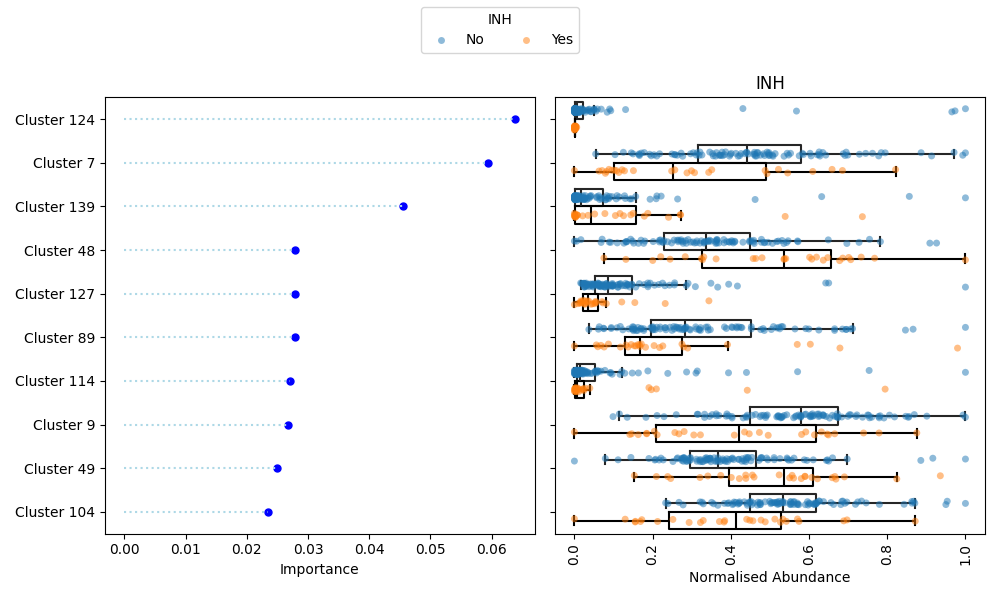 INH
No Yes
INH
Cluster 124
Cluster 7
Cluster 139
Cluster 48
Cluster 127
Cluster 89
Cluster 114
Cluster 9
Cluster 49
Cluster 104
0.00 0.01 0.02 0.03 0.04 0.05 0.06
Importance
0.0 0.2 0.4 0.6 0.8 1.0
Normalised Abundance